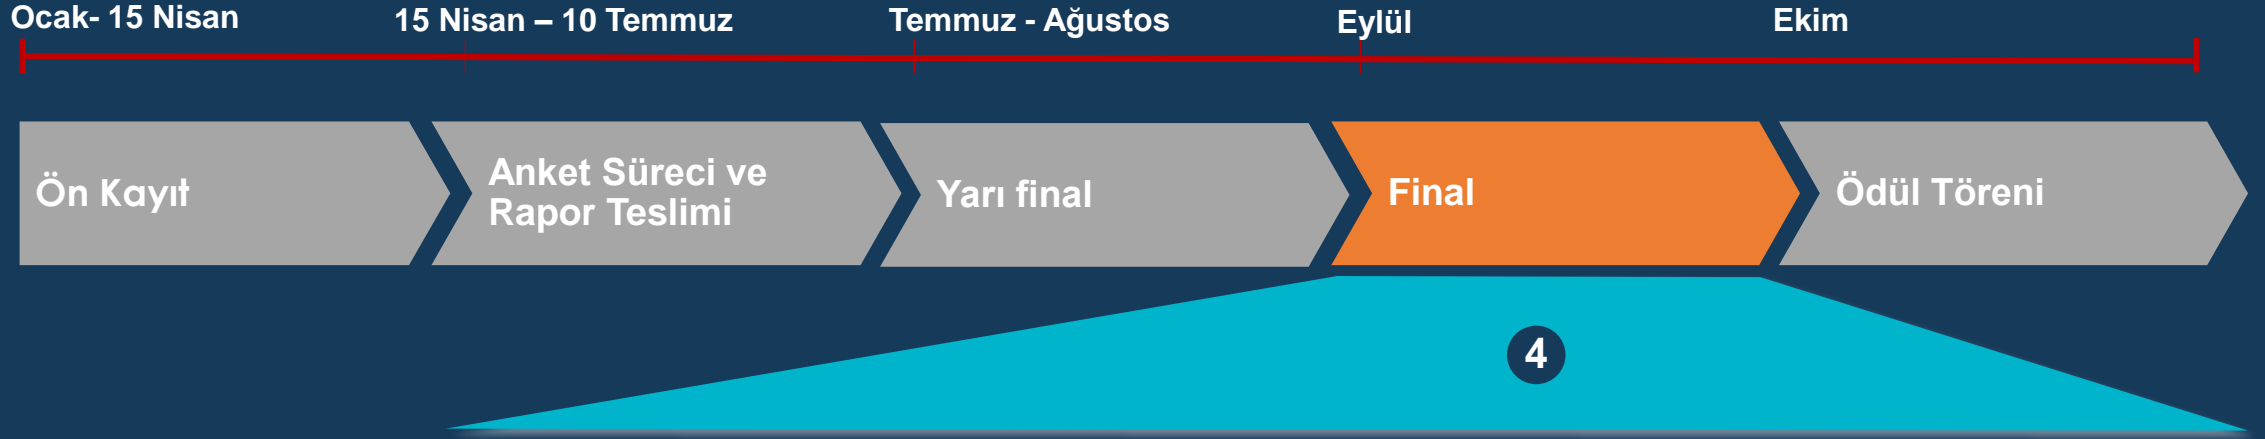 Ocak- 15 Nisan
15 Nisan – 10 Temmuz
Temmuz - Ağustos
Eylül
Ekim
Ön Kayıt
Anket Süreci ve
Rapor Teslimi
Yarı final
Final
Ödül Töreni
4